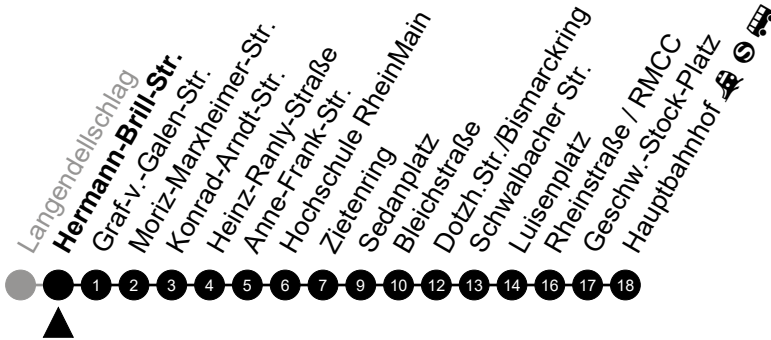 Langendellschlag
Hermann-Brill-Str.
Graf-v.-Galen-Str.
Moriz-Marxheimer-Str.
Konrad-Arndt-Str.
Heinz-Ranly-Straße
Anne-Frank-Str.
Hochschule RheinMain
Zietenring
Sedanplatz
Bleichstraße
Dotzh.Str./Bismarckring
Schwalbacher Str.
Luisenplatz
Rheinstraße / RMCC
Geschw.-Stock-Platz
Hauptbahnhof S
1 2 3 4 5 6 7 9 10 12 13 14 16 17 18